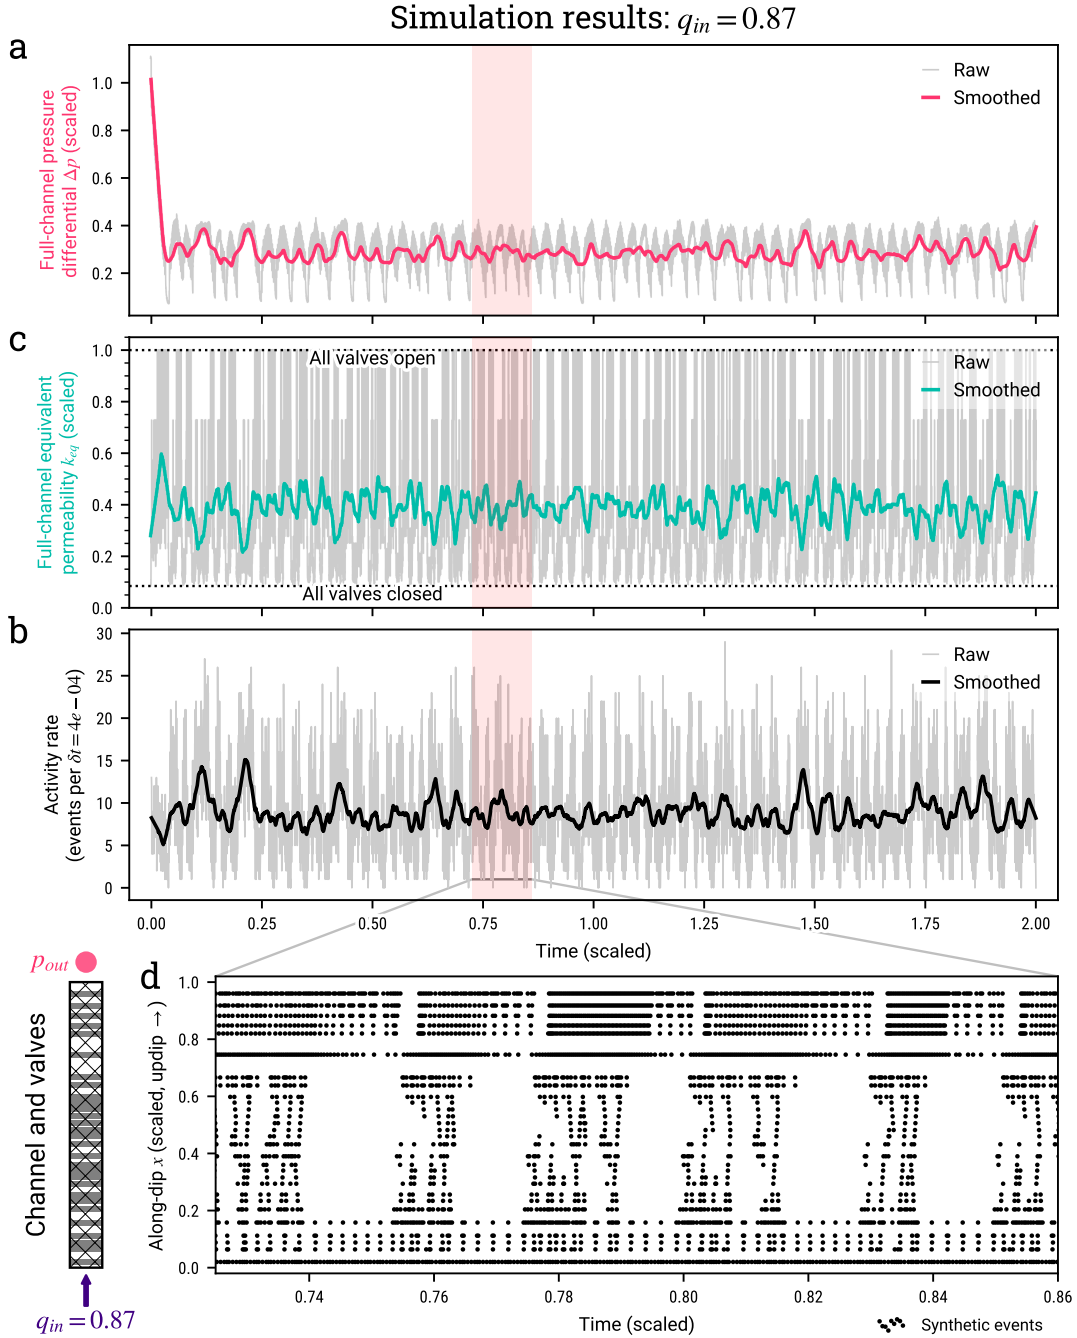 Simulation results: q_in = 0.87
a
Full-channel pressure
differential Δp (scaled)
1.0
0.8
0.6
0.4
0.2
Raw
Smoothed
c
Full-channel equivalent
permeability k_eq (scaled)
1.0
0.8
0.6
0.4
0.2
0.0
All valves open
All valves closed
Raw
Smoothed
b
Activity rate
(events per δt = 4e − 04)
30
25
20
15
10
5
0
Raw
Smoothed
0.00 0.25 0.50 0.75 1.00 1.25 1.50 1.75 2.00
Time (scaled)
p_out
Channel and valves
q_in = 0.87
d
Along-dip x (scaled, updip → )
1.0
0.8
0.6
0.4
0.2
0.0
0.74 0.76 0.78 0.80 0.82 0.84 0.86
Time (scaled)
Synthetic events